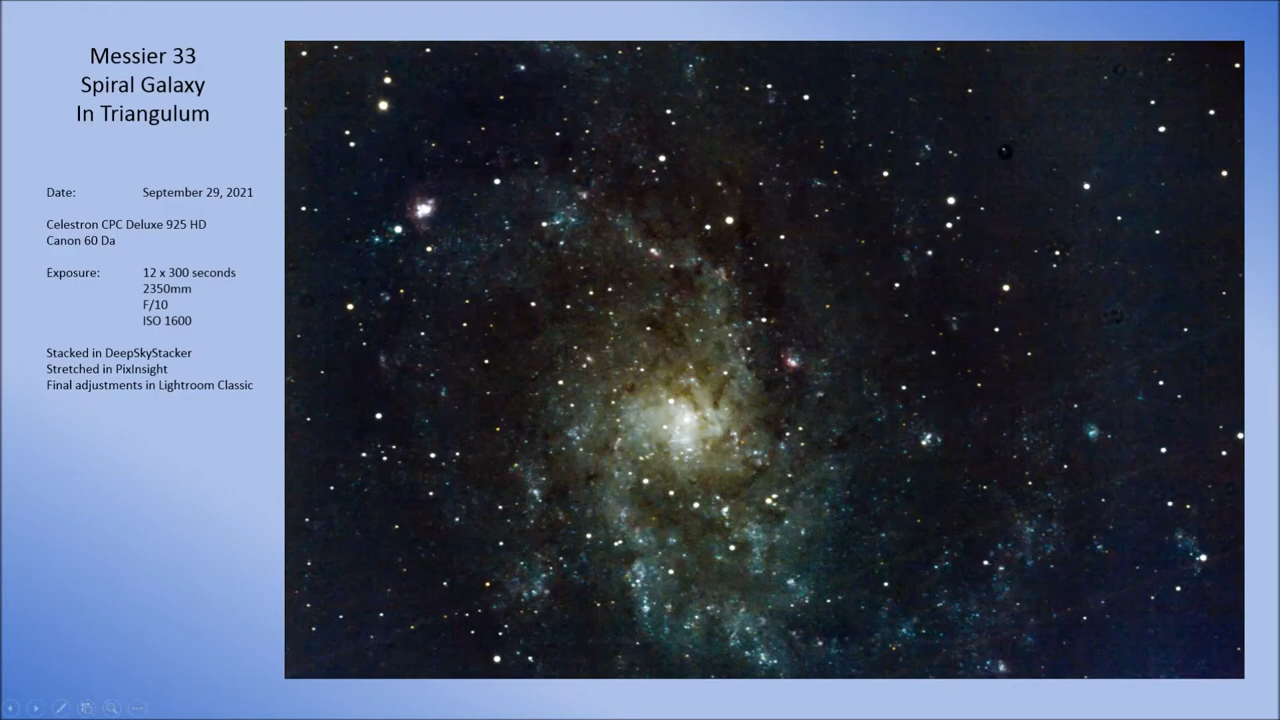 Messier 33
Spiral Galaxy
In Triangulum
Date: September 29, 2021
Celestron CPC Deluxe 925 HD
Canon 60 Da
Exposure: 12 x 300 seconds
2350mm
F/10
ISO 1600
Stacked in DeepSkyStacker
Stretched in PixInsight
Final adjustments in Lightroom Classic